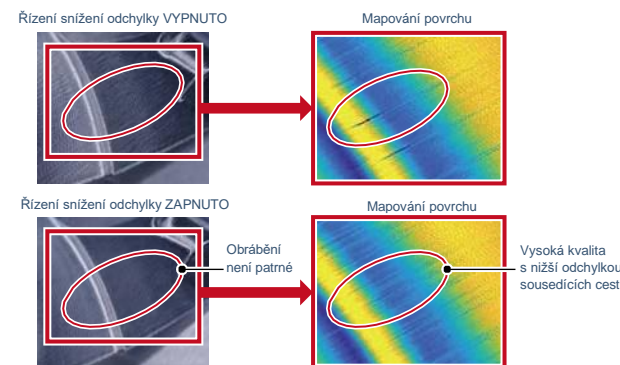 Řízení snížení odchylky VYPNUTO
Mapování povrchu
Řízení snížení odchylky ZAPNUTO
Mapování povrchu
Obrábění
není patrné
Vysoká kvalita
s nižší odchylkou
sousedících cest